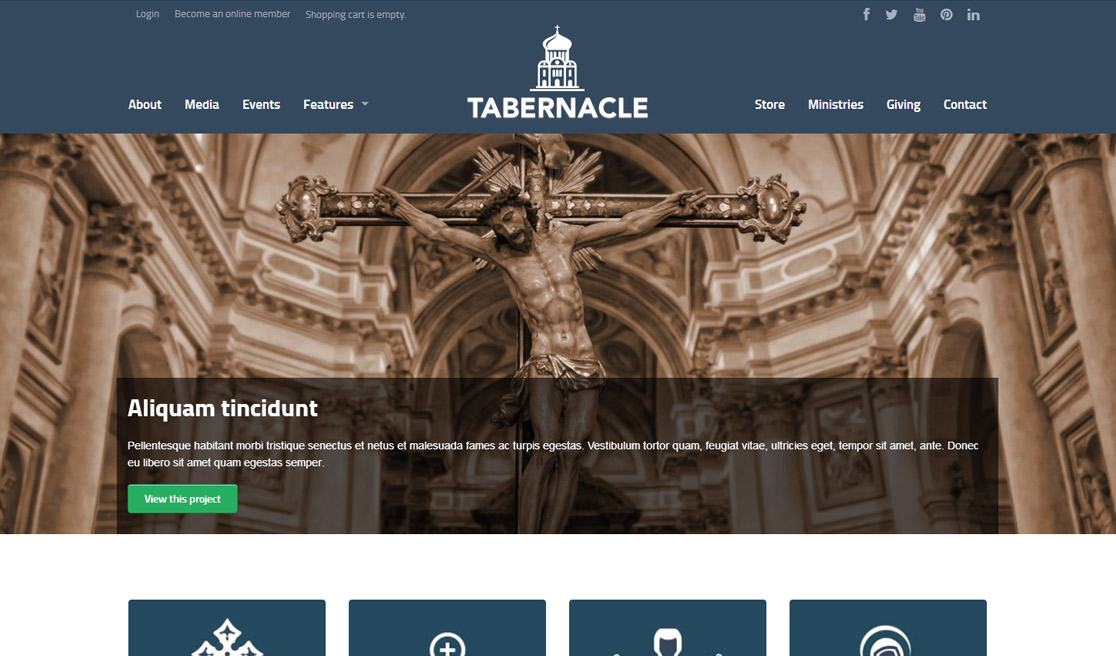 Login Become an online member Shopping cart is empty.
About Media Events Features
TABERNACLE
Store Ministries Giving Contact
Aliquam tincidunt
Pellentesque habitant morbi tristique senectus et netus et malesuada fames ac turpis egestas. Vestibulum tortor quam, feugiat vitae, ultricies eget, tempor sit amet, ante. Donec
eu libero sit amet quam egestas semper.
View this project